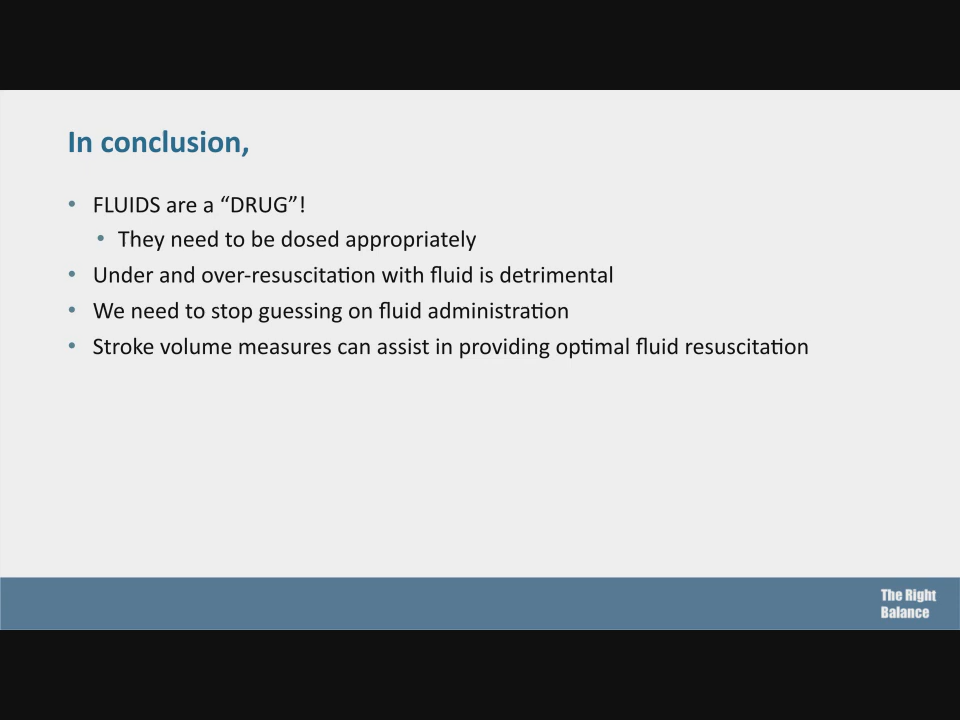 In conclusion,
• FLUIDS are a “DRUG”!
• They need to be dosed appropriately
• Under and over-resuscitation with fluid is detrimental
• We need to stop guessing on fluid administration
• Stroke volume measures can assist in providing optimal fluid resuscitation
The Right
Balance